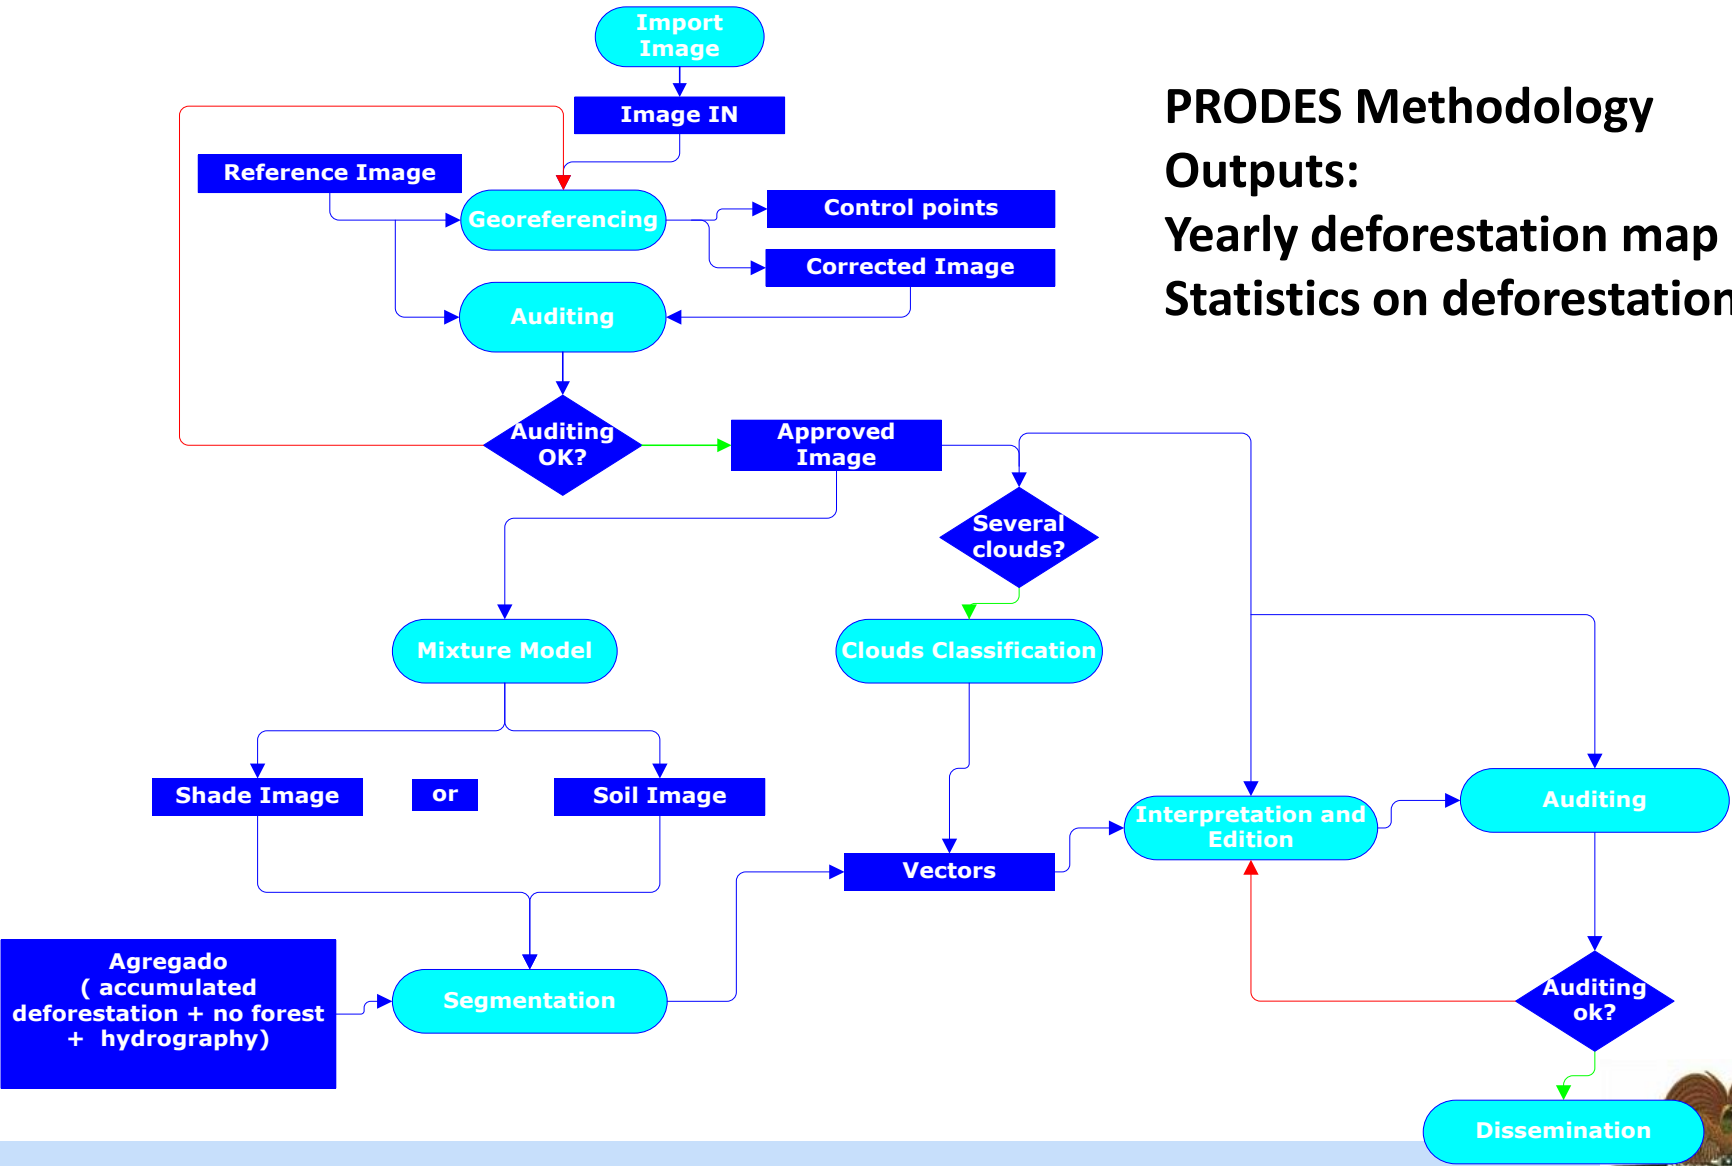 Import
Image
Image IN
PRODES Methodology
Outputs:
Yearly deforestation map
Statistics on deforestation
Reference Image
Georeferencing
Control points
Corrected Image
Auditing
Auditing
OK?
Approved
Image
Several
clouds?
Mixture Model
Clouds Classification
Shade Image
or
Soil Image
Interpretation and
Edition
Auditing
Vectors
Agregado
( accumulated
deforestation + no forest
+ hydrography)
Segmentation
Auditing
ok?
Dissemination